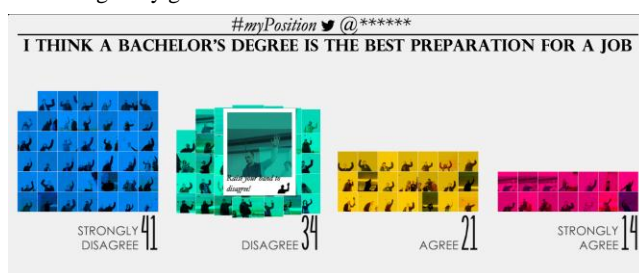 #myPosition @******
I THINK A BACHELOR'S DEGREE IS THE BEST PREPARATION FOR A JOB
Raise your hand to
disagree!
STRONGLY
DISAGREE 41
DISAGREE 34
AGREE 21
STRONGLY
AGREE 14